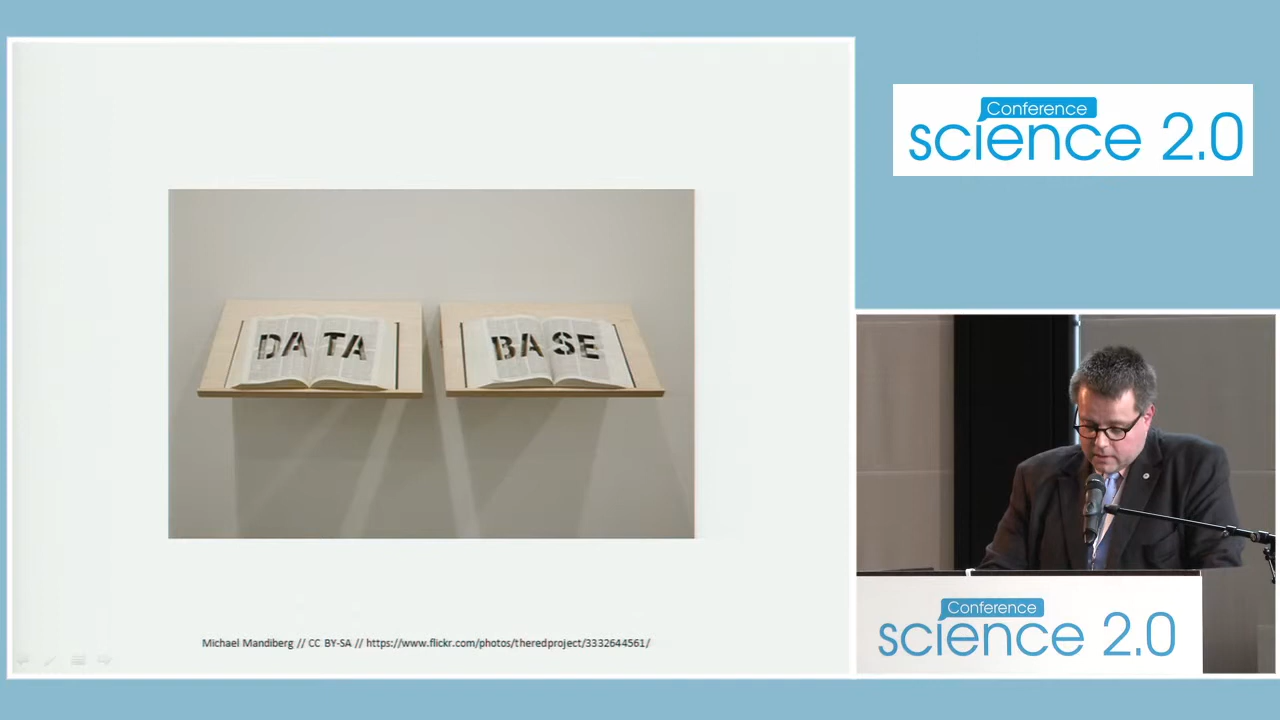 DATA BASE
Michael Mandiberg // CC BY-SA // https://www.flickr.com/photos/theredproject/3332644561/
Conference
science 2.0
Conference
science 2.0